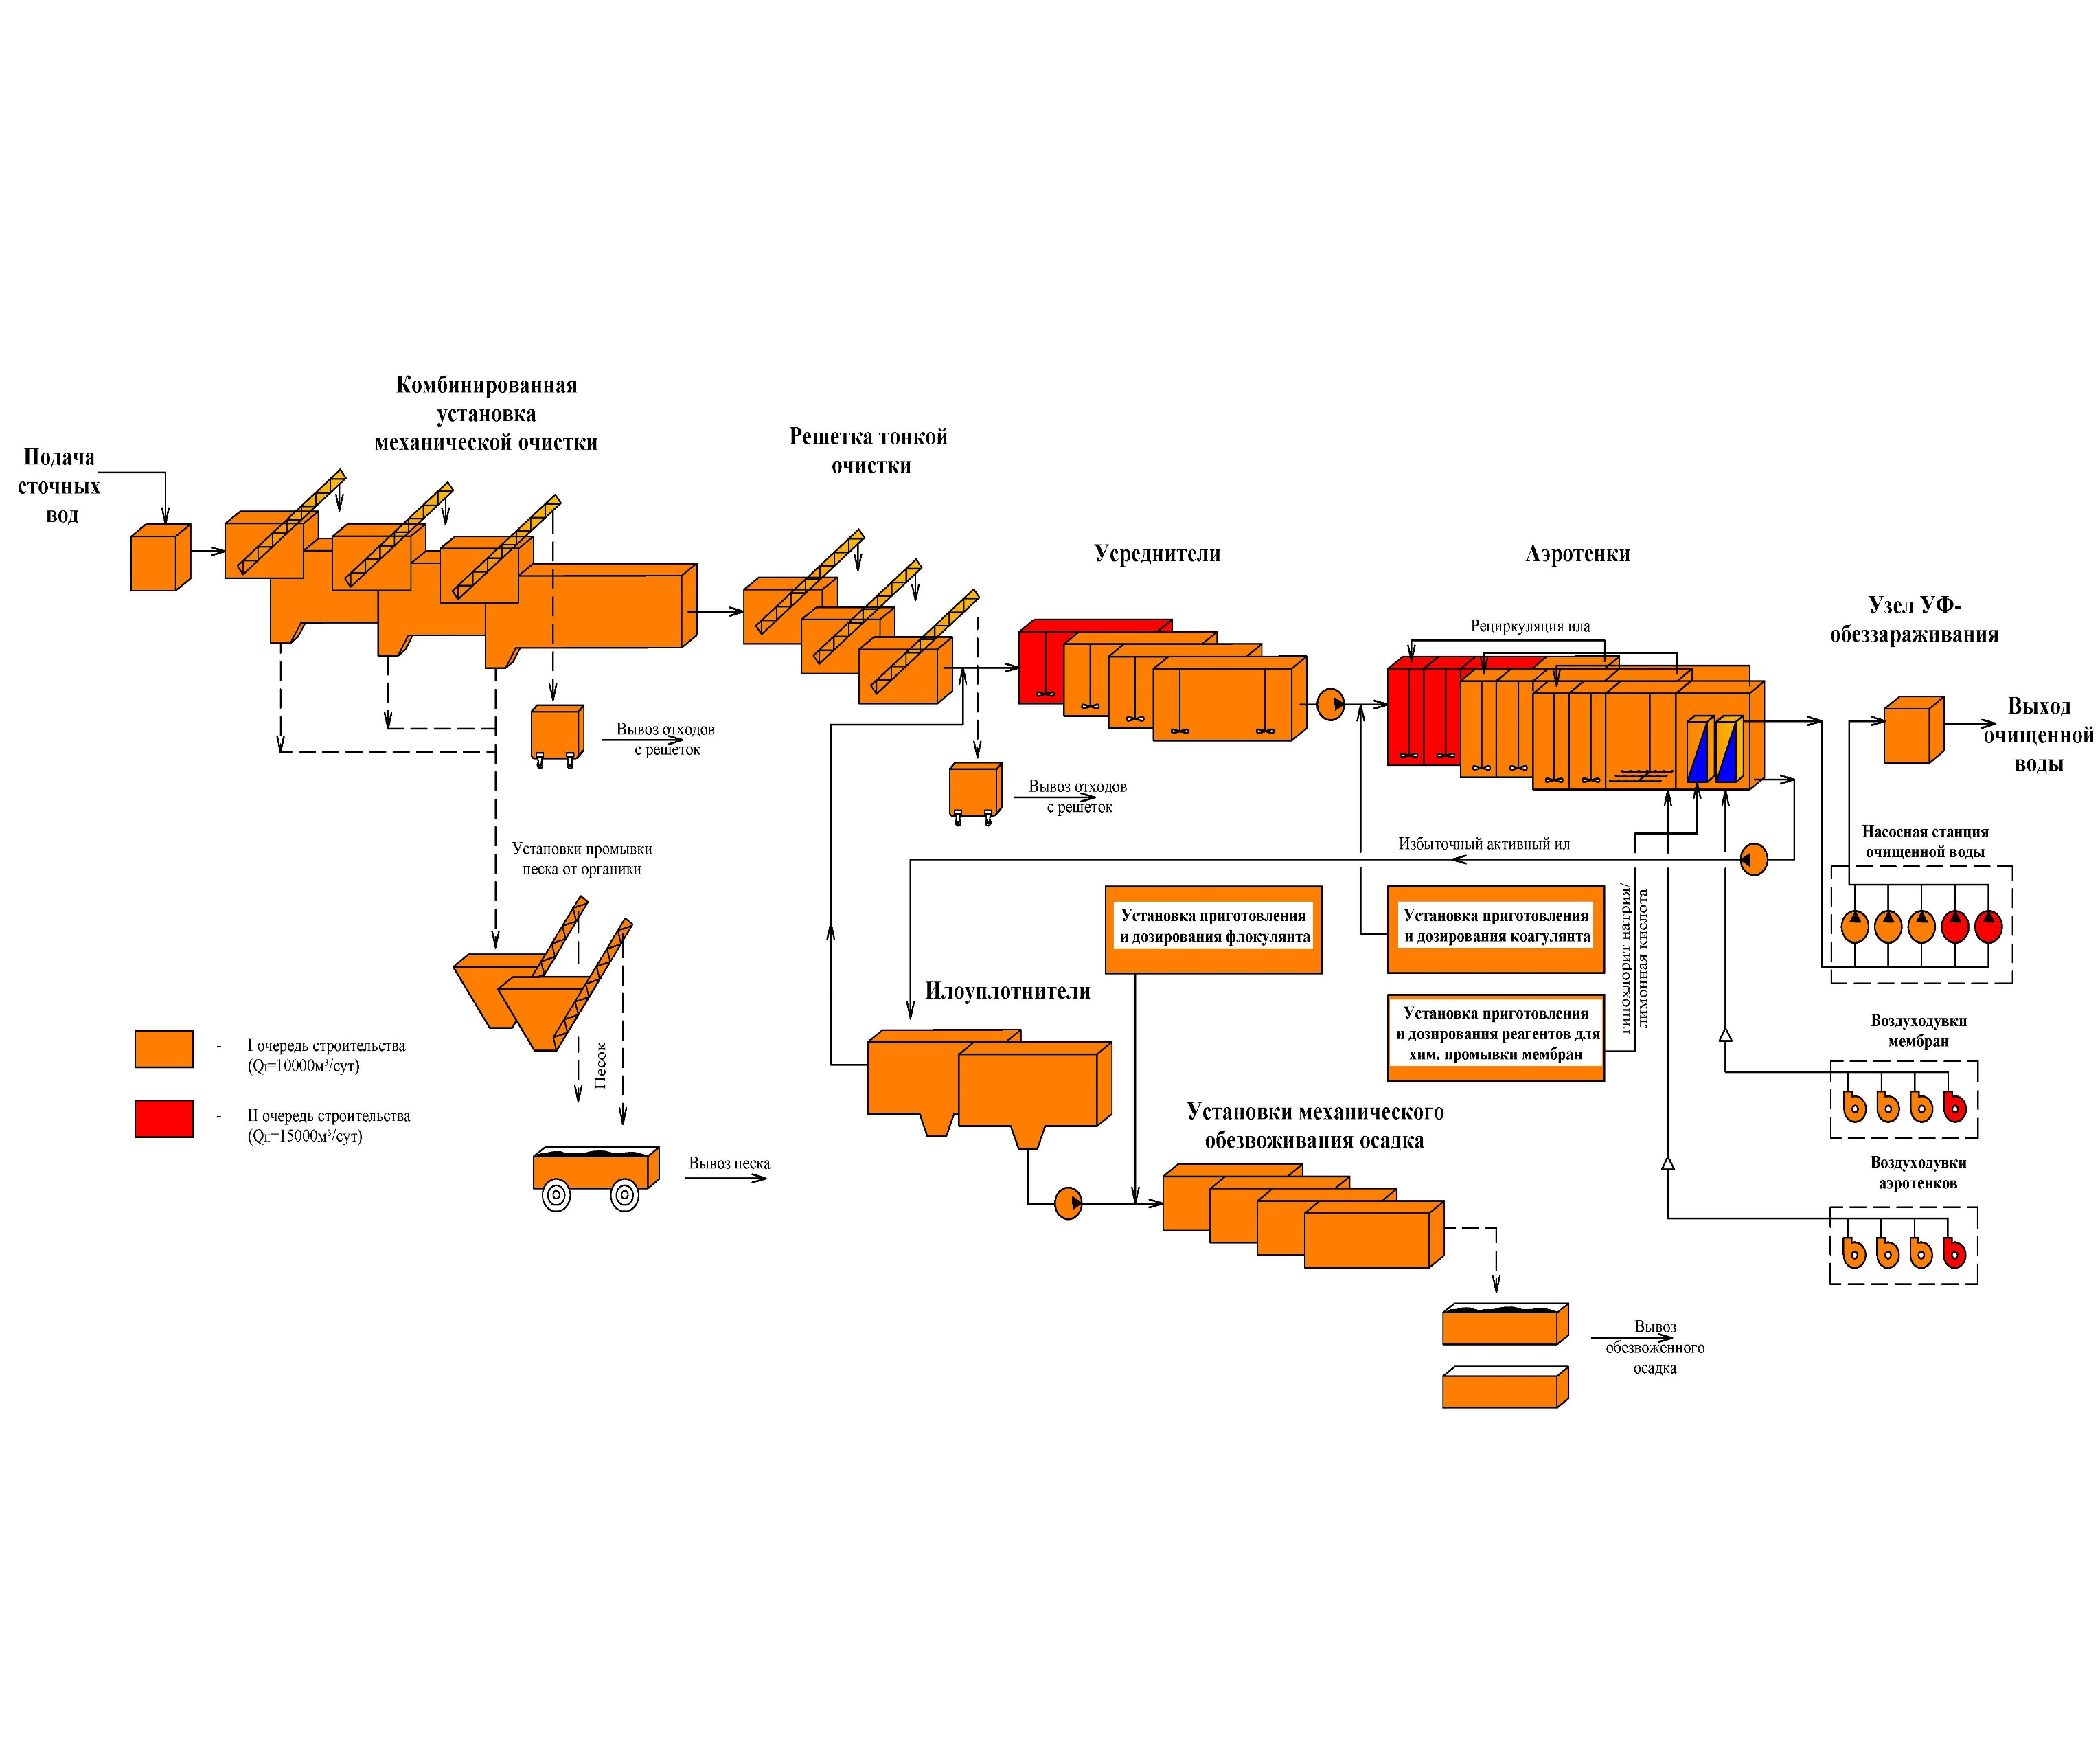 Комбинированная
установка
механической очистки
Решетка тонкой
очистки
Подача
сточных
вод
Усреднители
Аэротенки
Узел УФ-
обеззараживания
Рециркуляция ила
Выход
очищенной
воды
Вывоз отходов
с решеток
Вывоз отходов
с решеток
Насосная станция
очищенной воды
Установки промывки
песка от органики
Избыточный активный ил
Установка приготовления
и дозирования флокулянта
Установка приготовления
и дозирования коагулянта
гипохлорит натрия/
лимонная кислота
Илоуплотнители
Установка приготовления
и дозирования реагентов для
хим. промывки мембран
Воздуходувки
мембран
- I очередь строительства
(QI=10000м³/сут)
Песок
- II очередь строительства
(QII=15000м³/сут)
Установки механического
обезвоживания осадка
Вывоз песка
Воздуходувки
аэротенков
Вывоз
обезвоженного
осадка